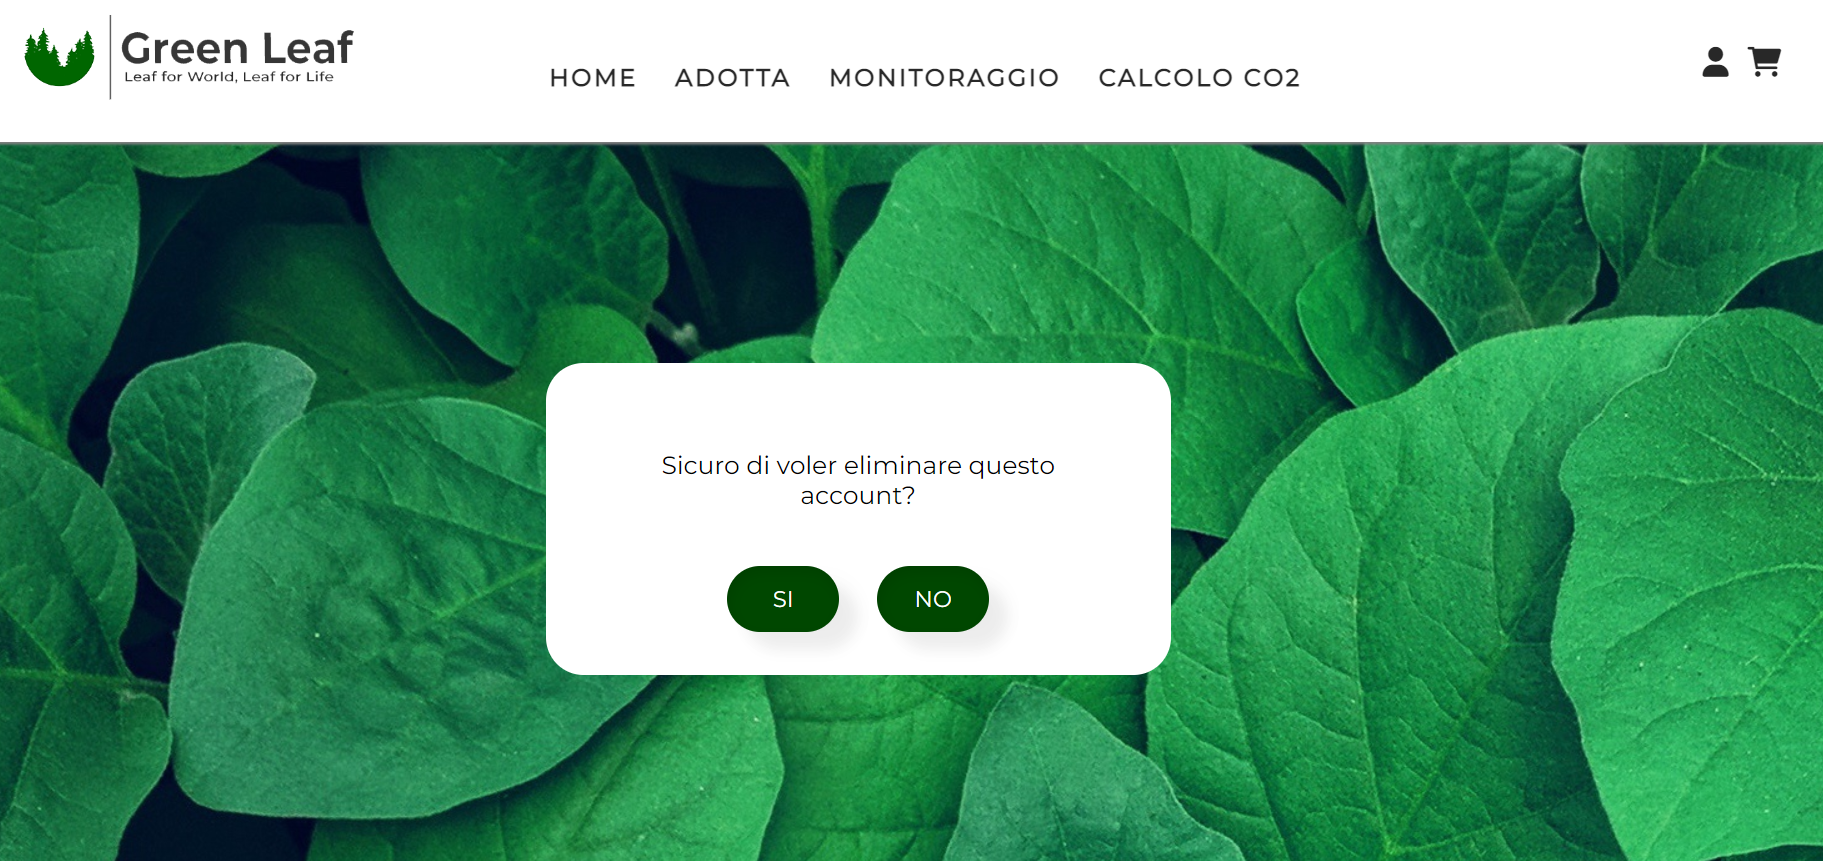 Green Leaf
Leaf for World, Leaf for Life
HOME ADOTTA MONITORAGGIO CALCOLO CO2
Sicuro di voler eliminare questo
account?
SI NO